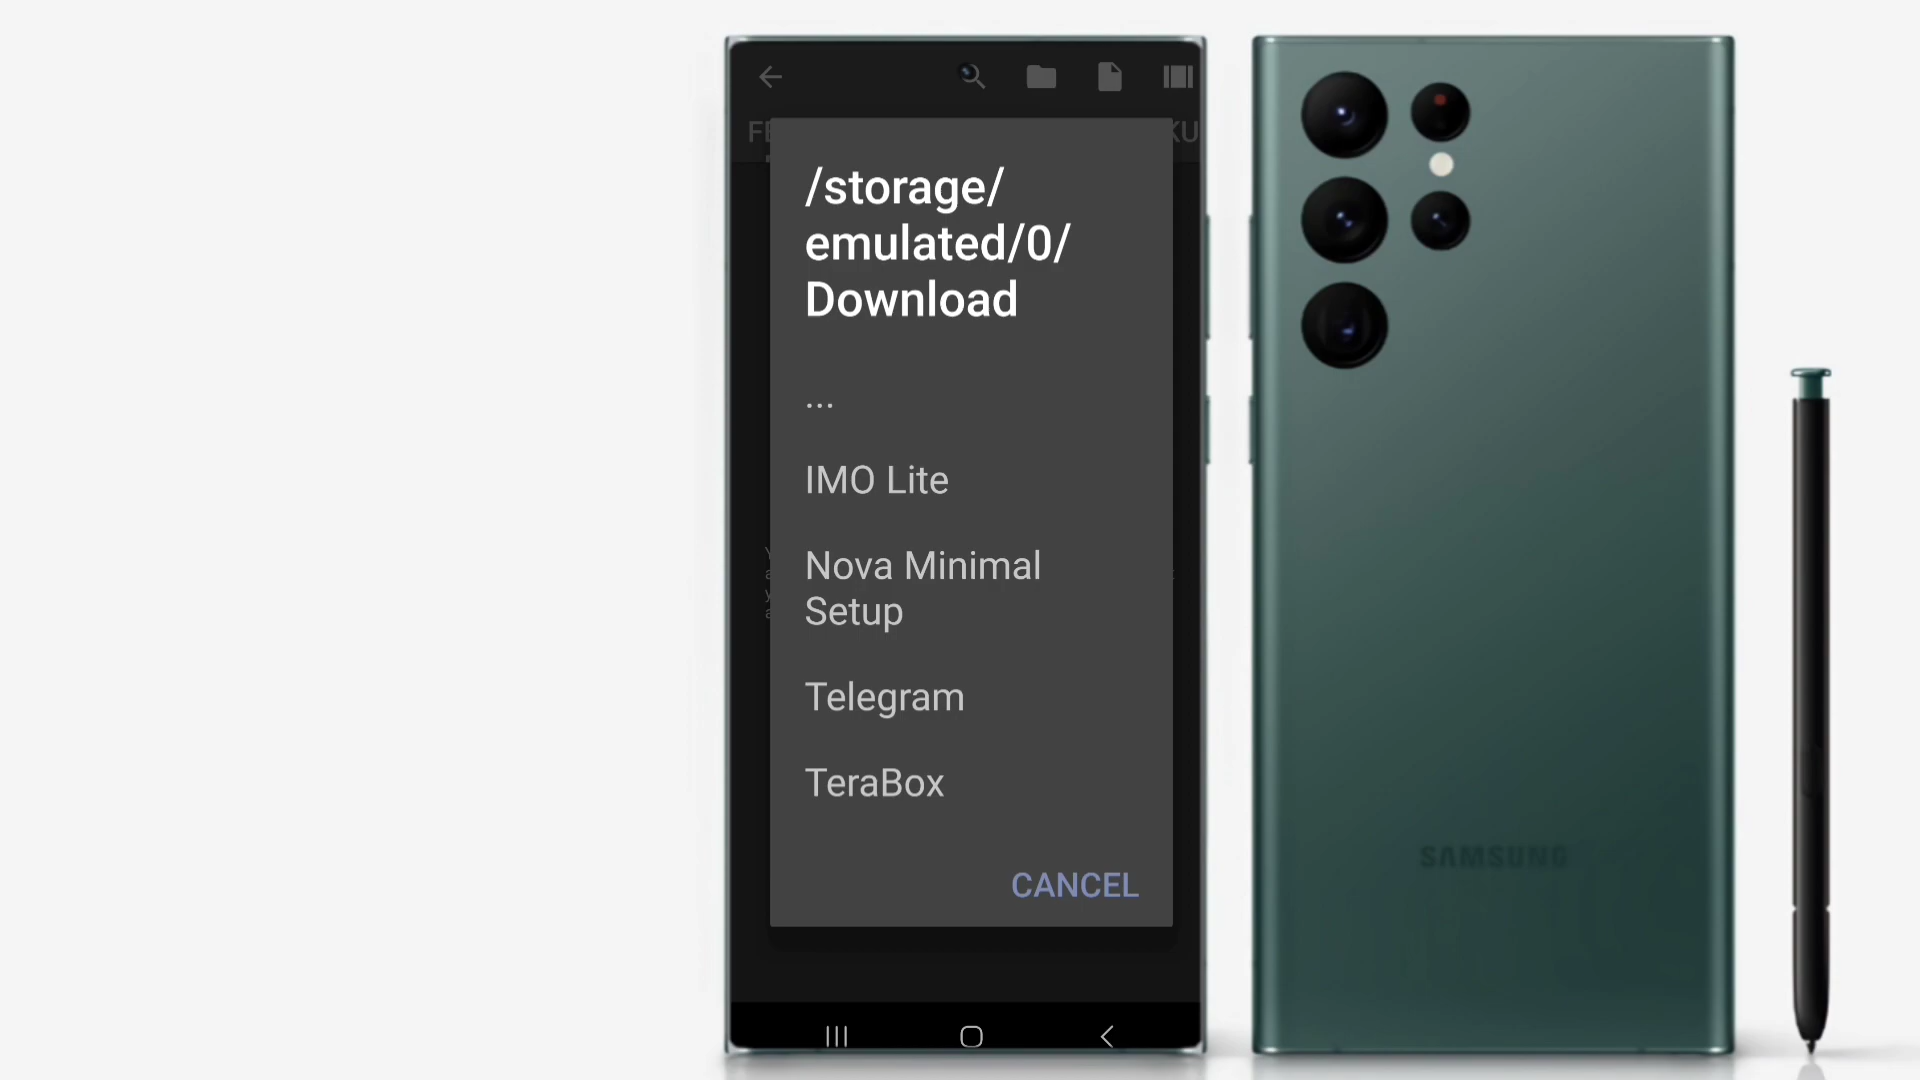 /storage/
emulated/0/
Download
...
IMO Lite
Nova Minimal
Setup
Telegram
TeraBox
CANCEL
SAMSUNG